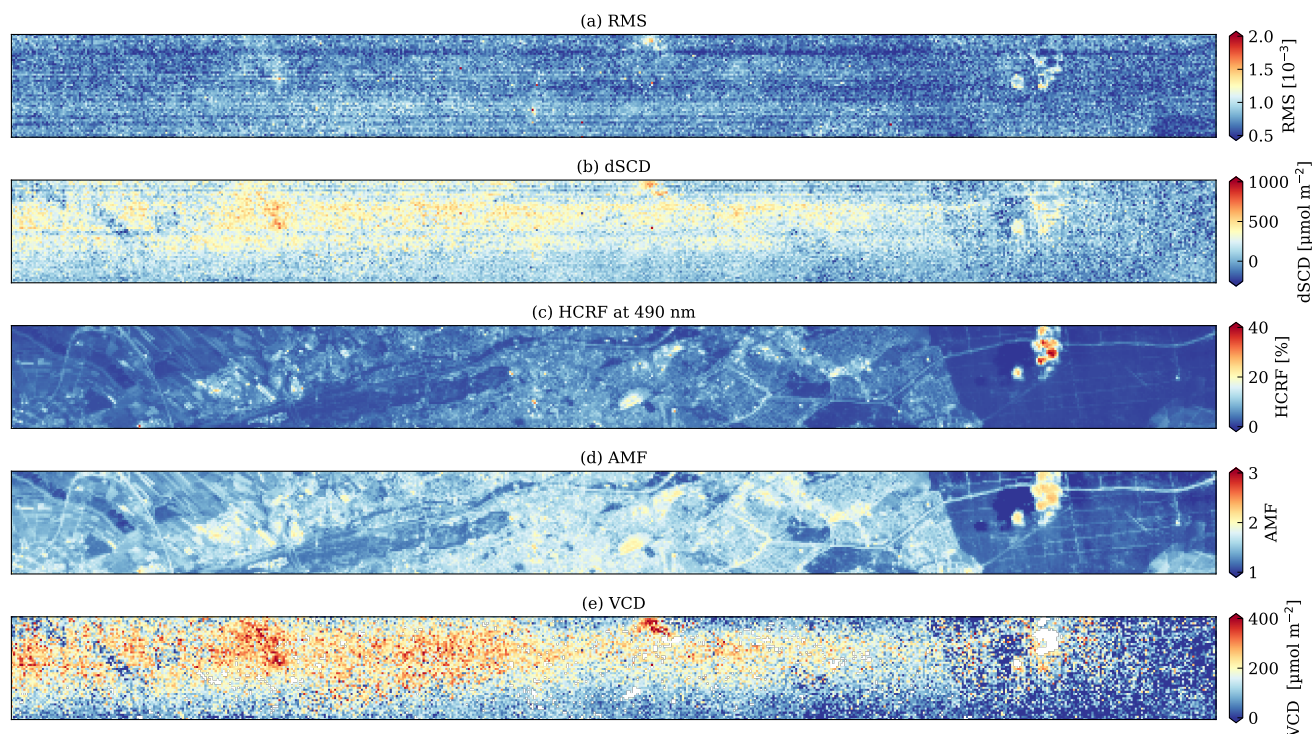 (a) RMS
2.0
1.5
1.0
0.5
RMS [10⁻³]
(b) dSCD
1000
500
0
dSCD [µmol m⁻²]
(c) HCRF at 490 nm
40
20
0
HCRF [%]
(d) AMF
3
2
1
AMF
(e) VCD
400
200
0
VCD [µmol m⁻²]